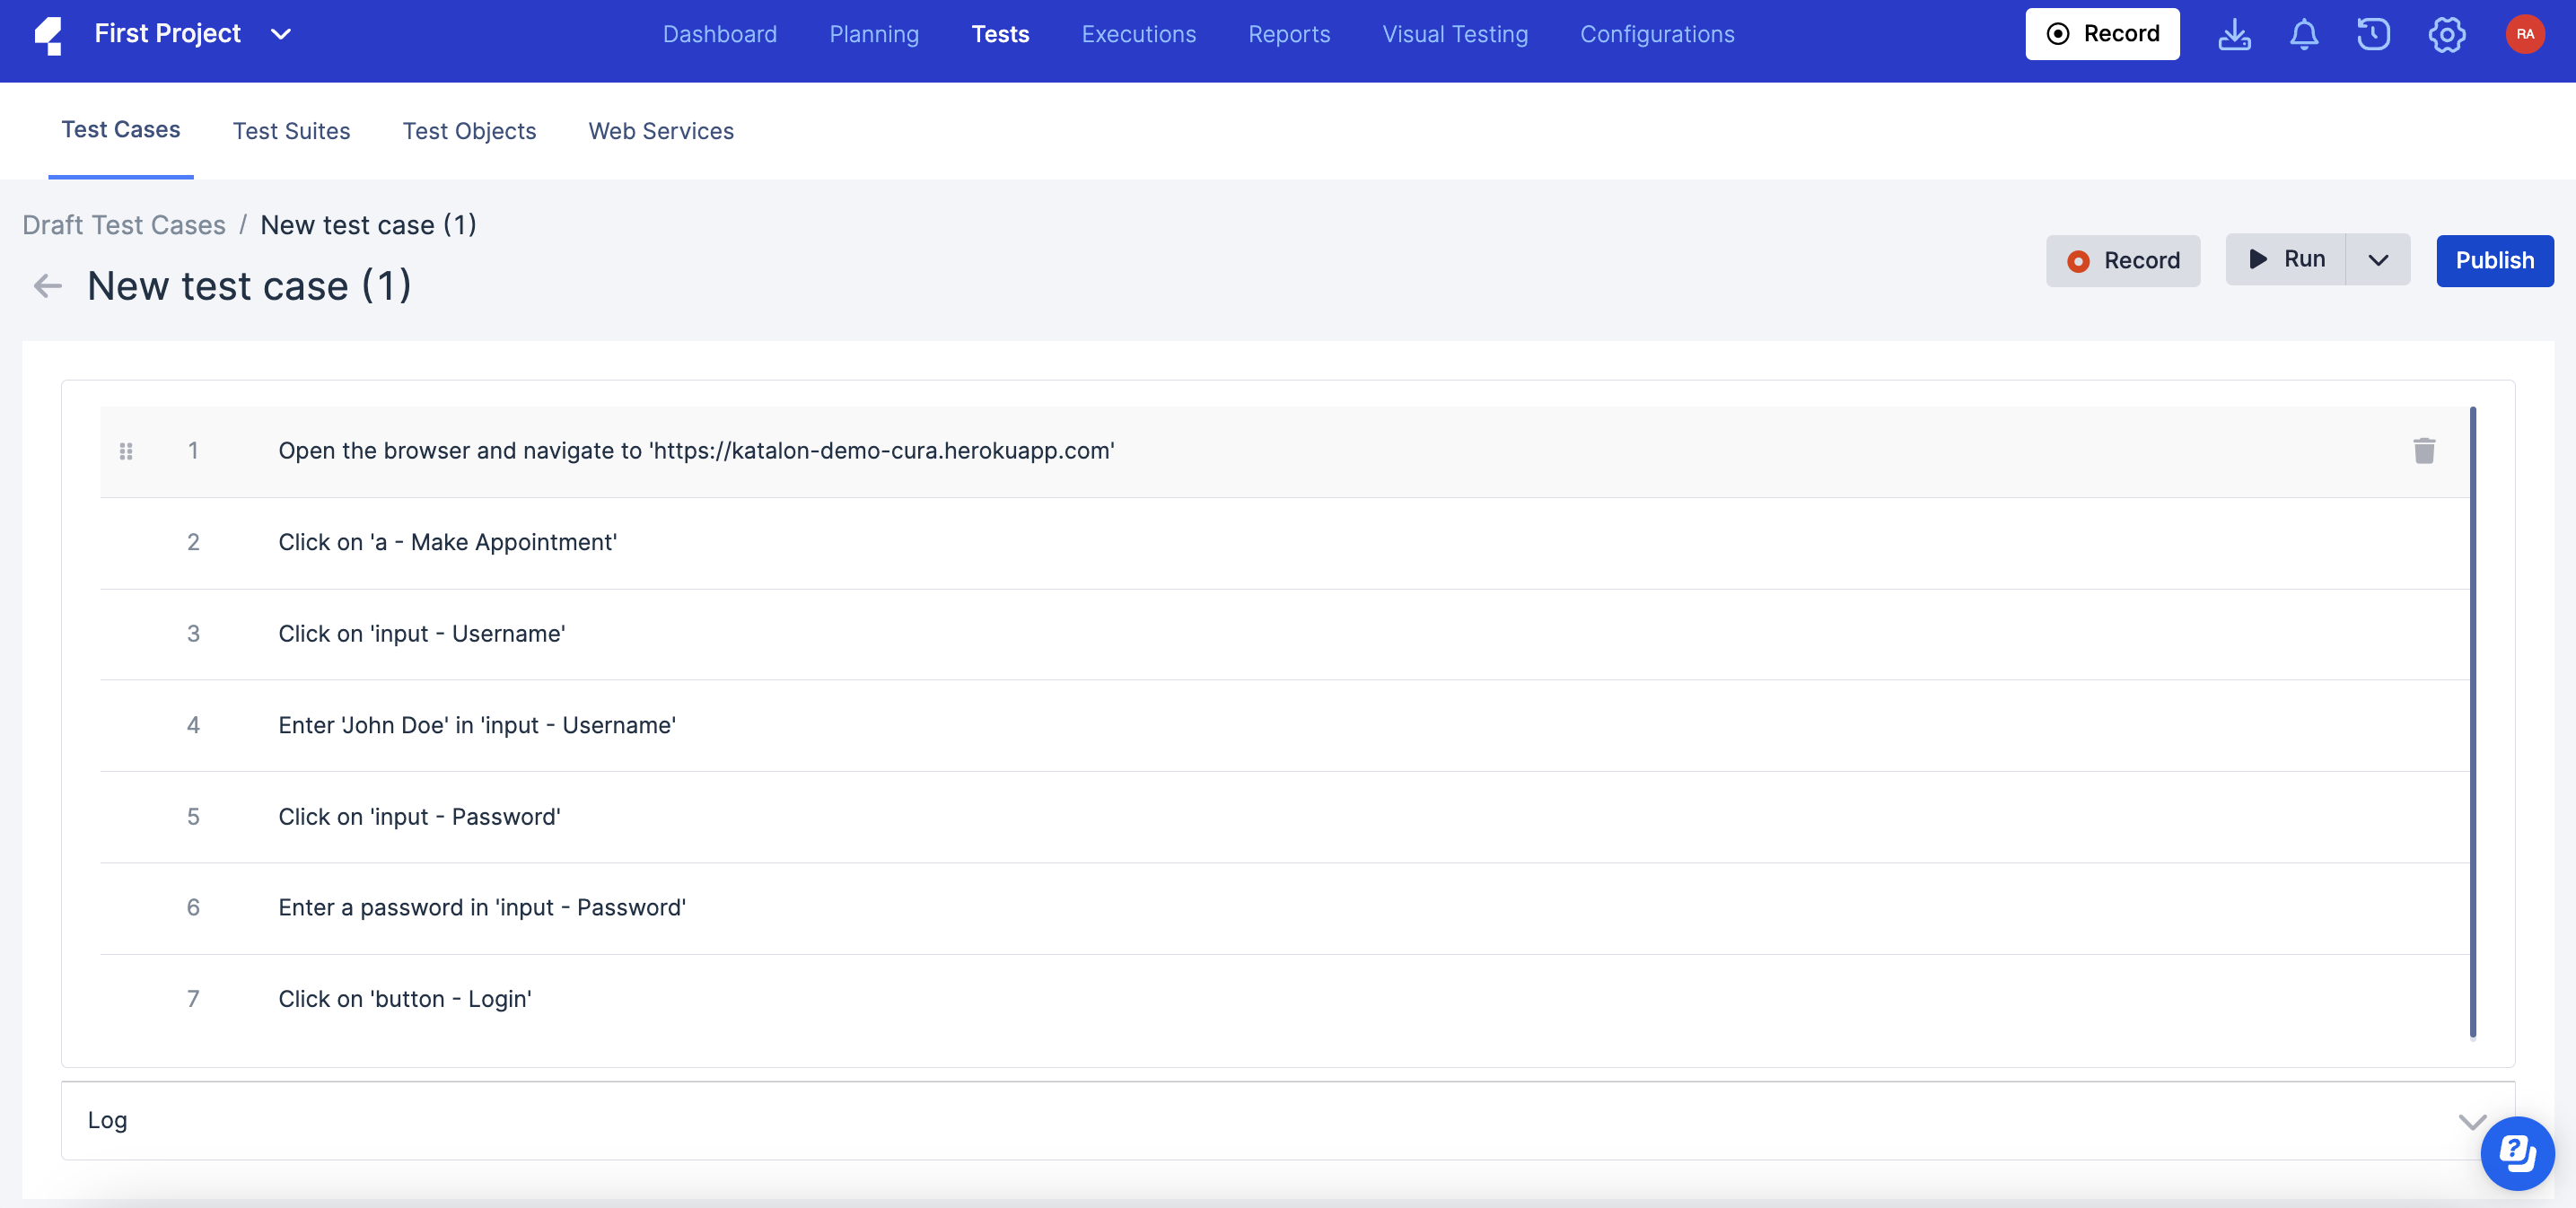 First Project
Dashboard Planning Tests Executions Reports Visual Testing Configurations
Record
RA
Test Cases Test Suites Test Objects Web Services
Draft Test Cases / New test case (1)
New test case (1)
Record Run Publish
1 Open the browser and navigate to 'https://katalon-demo-cura.herokuapp.com'
2 Click on 'a - Make Appointment'
3 Click on 'input - Username'
4 Enter 'John Doe' in 'input - Username'
5 Click on 'input - Password'
6 Enter a password in 'input - Password'
7 Click on 'button - Login'
Log
?